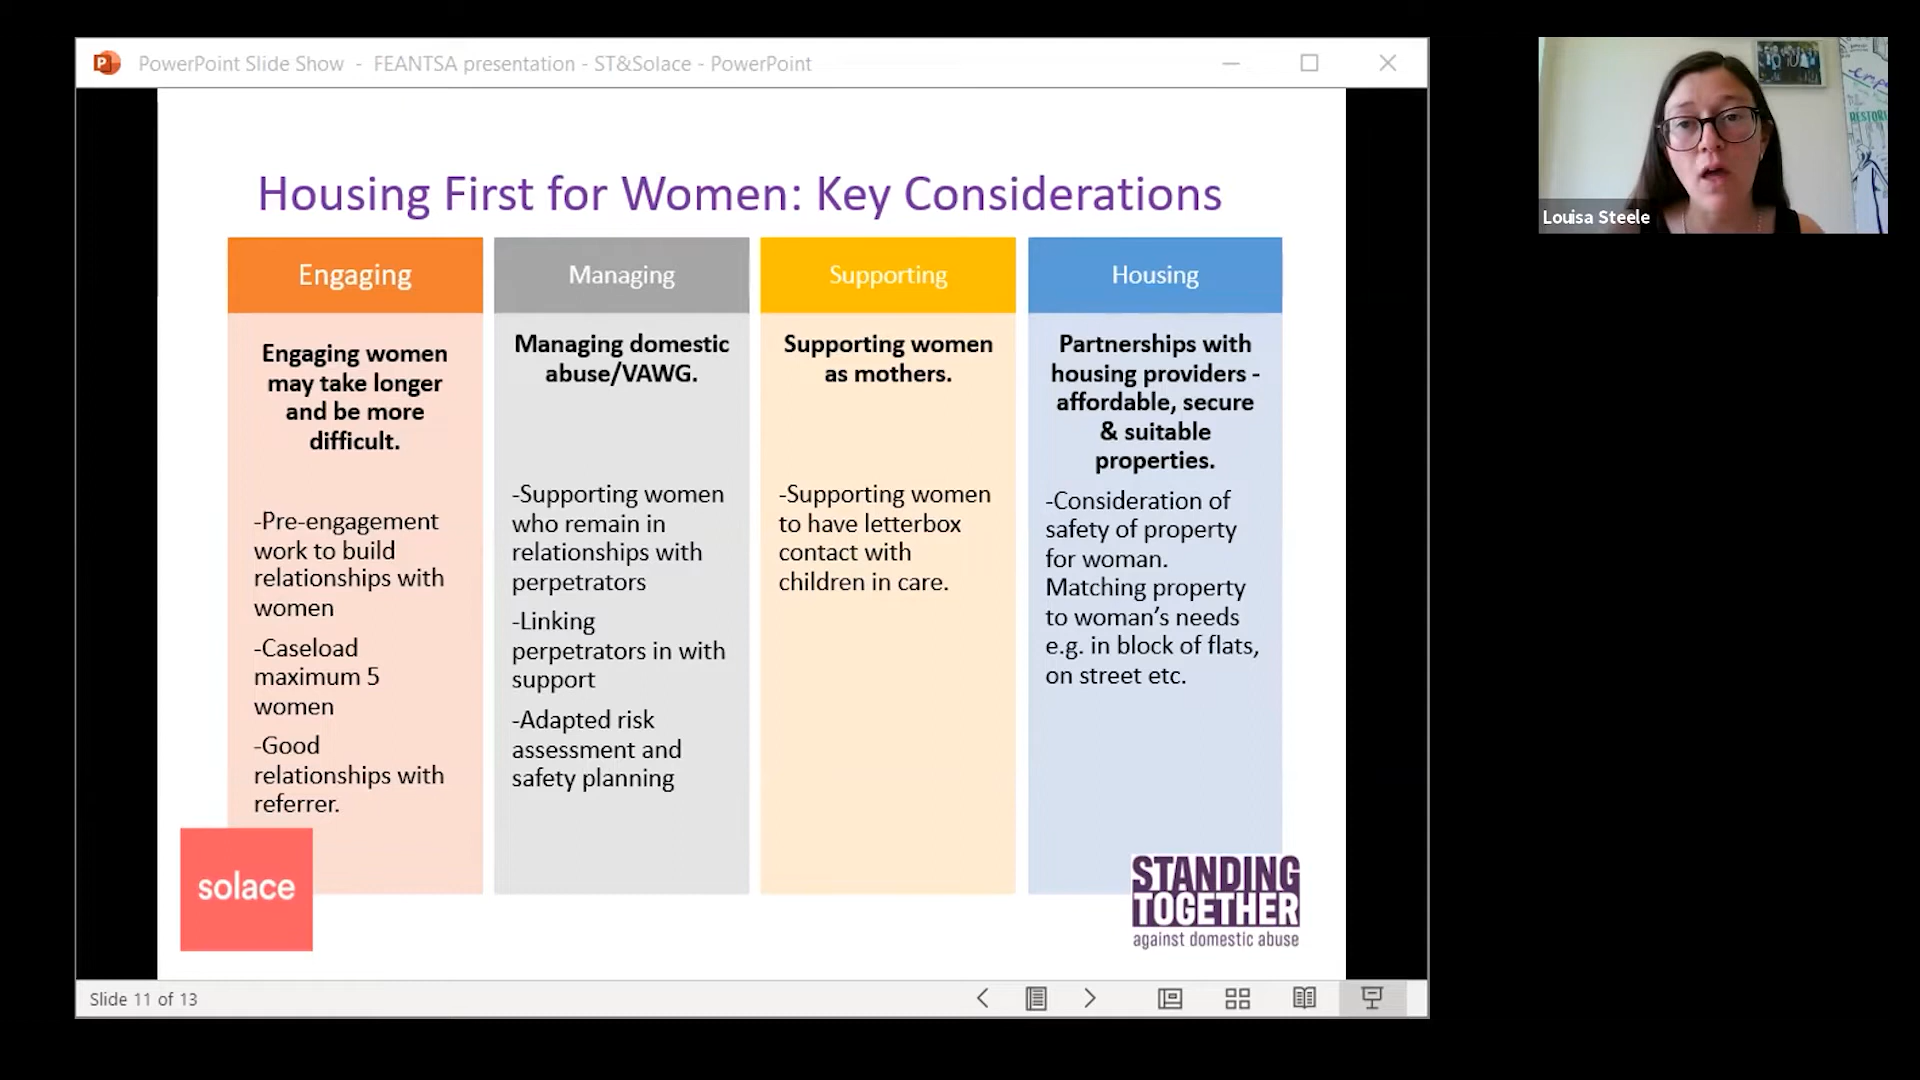 PowerPoint Slide Show - FEANTSA presentation - ST&Solace - PowerPoint
Housing First for Women: Key Considerations
Engaging
Engaging women
may take longer
and be more
difficult.
-Pre-engagement
work to build
relationships with
women
-Caseload
maximum 5
women
-Good
relationships with
referrer.
Managing
Managing domestic
abuse/VAWG.
-Supporting women
who remain in
relationships with
perpetrators
-Linking
perpetrators in with
support
-Adapted risk
assessment and
safety planning
Supporting
Supporting women
as mothers.
-Supporting women
to have letterbox
contact with
children in care.
Housing
Partnerships with
housing providers -
affordable, secure
& suitable
properties.
-Consideration of
safety of property
for woman.
Matching property
to woman's needs
e.g. in block of flats,
on street etc.
solace
STANDING
TOGETHER
against domestic abuse
Slide 11 of 13
Louisa Steele